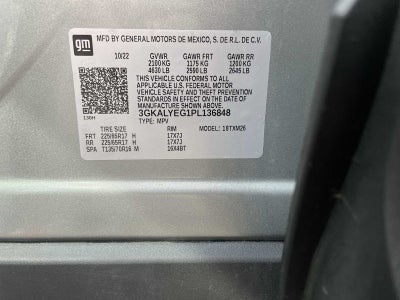 gm
MFD BY GENERAL MOTORS DE MEXICO, S. DE R.L. DE C.V.
10/22 GVWR GAWR FRT GAWR RR
2100 KG 1175 KG 1200 KG
4630 LB 2590 LB 2645 LB
THIS VEHICLE CONFORMS TO ALL
APPLICABLE U.S. FEDERAL MOTOR
VEHICLE SAFETY AND THEFT PREVENTION
STANDARDS IN EFFECT ON THE DATE OF
MANUFACTURE SHOWN ABOVE.
3GKALYEG1PL136848
TYPE: MPV
TIRE SIZE RIM MODEL: 1BTXM26
FRT 225/65R17 H 17X7J
RR 225/65R17 H 17X7J
SPA T135/70R16 M 16X4BT